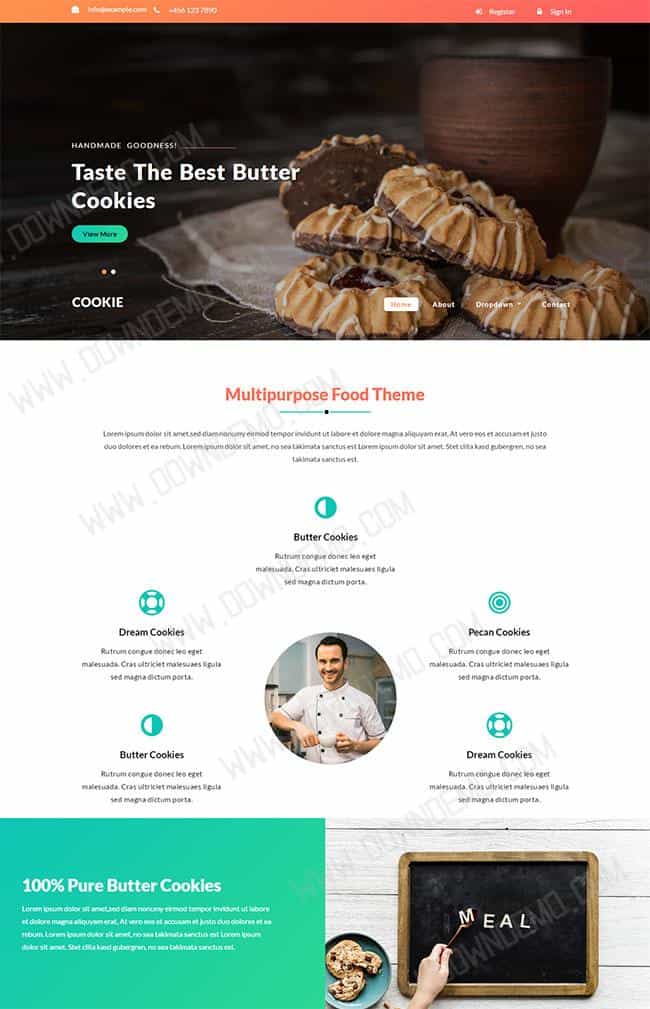 info@example.com +456 123 7890 Register Sign In
HANDMADE GOODNESS!
Taste The Best Butter
Cookies
View More
COOKIE Home About Dropdown Contact
Multipurpose Food Theme
Lorem ipsum dolor sit amet,sed diam nonumy eirmod tempor invidunt ut labore et dolore magna aliquyam erat, At vero eos et accusam et justo
duo dolores et ea rebum. Lorem ipsum dolor sit amet, no sea takimata sanctus est Lorem ipsum dolor sit amet. Stet clita kasd gubergren, no sea
takimata sanctus est.
Butter Cookies
Rutrum congue donec leo eget
malesuada. Cras ultriciet malesuaes ligula
sed magna dictum porta.
Dream Cookies
Rutrum congue donec leo eget
malesuada. Cras ultriciet malesuaes ligula
sed magna dictum porta.
Pecan Cookies
Rutrum congue donec leo eget
malesuada. Cras ultriciet malesuaes ligula
sed magna dictum porta.
Butter Cookies
Rutrum congue donec leo eget
malesuada. Cras ultriciet malesuaes ligula
sed magna dictum porta.
Dream Cookies
Rutrum congue donec leo eget
malesuada. Cras ultriciet malesuaes ligula
sed magna dictum porta.
100% Pure Butter Cookies
Lorem ipsum dolor sit amet,sed diam nonumy
eirmod tempor invidunt ut labore et dolore magna
aliquyam erat, At vero eos et accusam et justo
duo dolores et ea rebum. Lorem ipsum dolor sit
amet, no sea takimata sanctus est Lorem ipsum
dolor sit amet. Stet clita kasd gubergren, no sea
takimata sanctus est.
MEAL
WWW.DOWNDEMO.COM
WWW.DOWNDEMO.COM
WWW.DOWNDEMO.COM
WWW.DOWNDEMO.COM